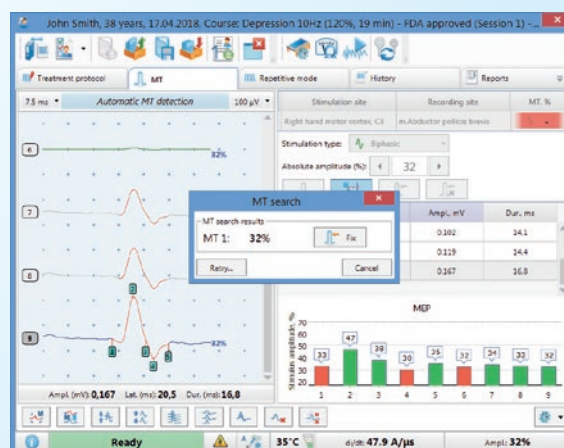 John Smith, 38 years, 17.04.2018, Course: Depression 10Hz (120%, 19 min) - FDA approved (Session 1) -...
Treatment protocol
MT
Repetitive mode
History
Reports
7.5 ms
Automatic MT detection
100 µV
Stimulation site
Recording site
MT. %
Right hand motor cortex, C3
m.Abductor pollicis brevis
Stimulation type:
Biphasic
Absolute amplitude (%):
32
6
32%
7
8
9
32%
1
2
3
4
5
MT search
MT search results
MT 1:
32%
Fix
Retry...
Cancel
Ampl. mV
Dur. ms
0.102
14.1
0.119
14.4
0.167
16.8
MEP
Stimulus amplitude, %
70
60
50
40
30
20
33
47
38
30
35
32
34
33
32
1
2
3
4
5
6
7
8
9
Ampl. (mV): 0,167 Lat. (ms): 20,5 Dur. (ms): 16,8
Ready
35°C
di/dt: 47.9 A/µs
Ampl.: 32%